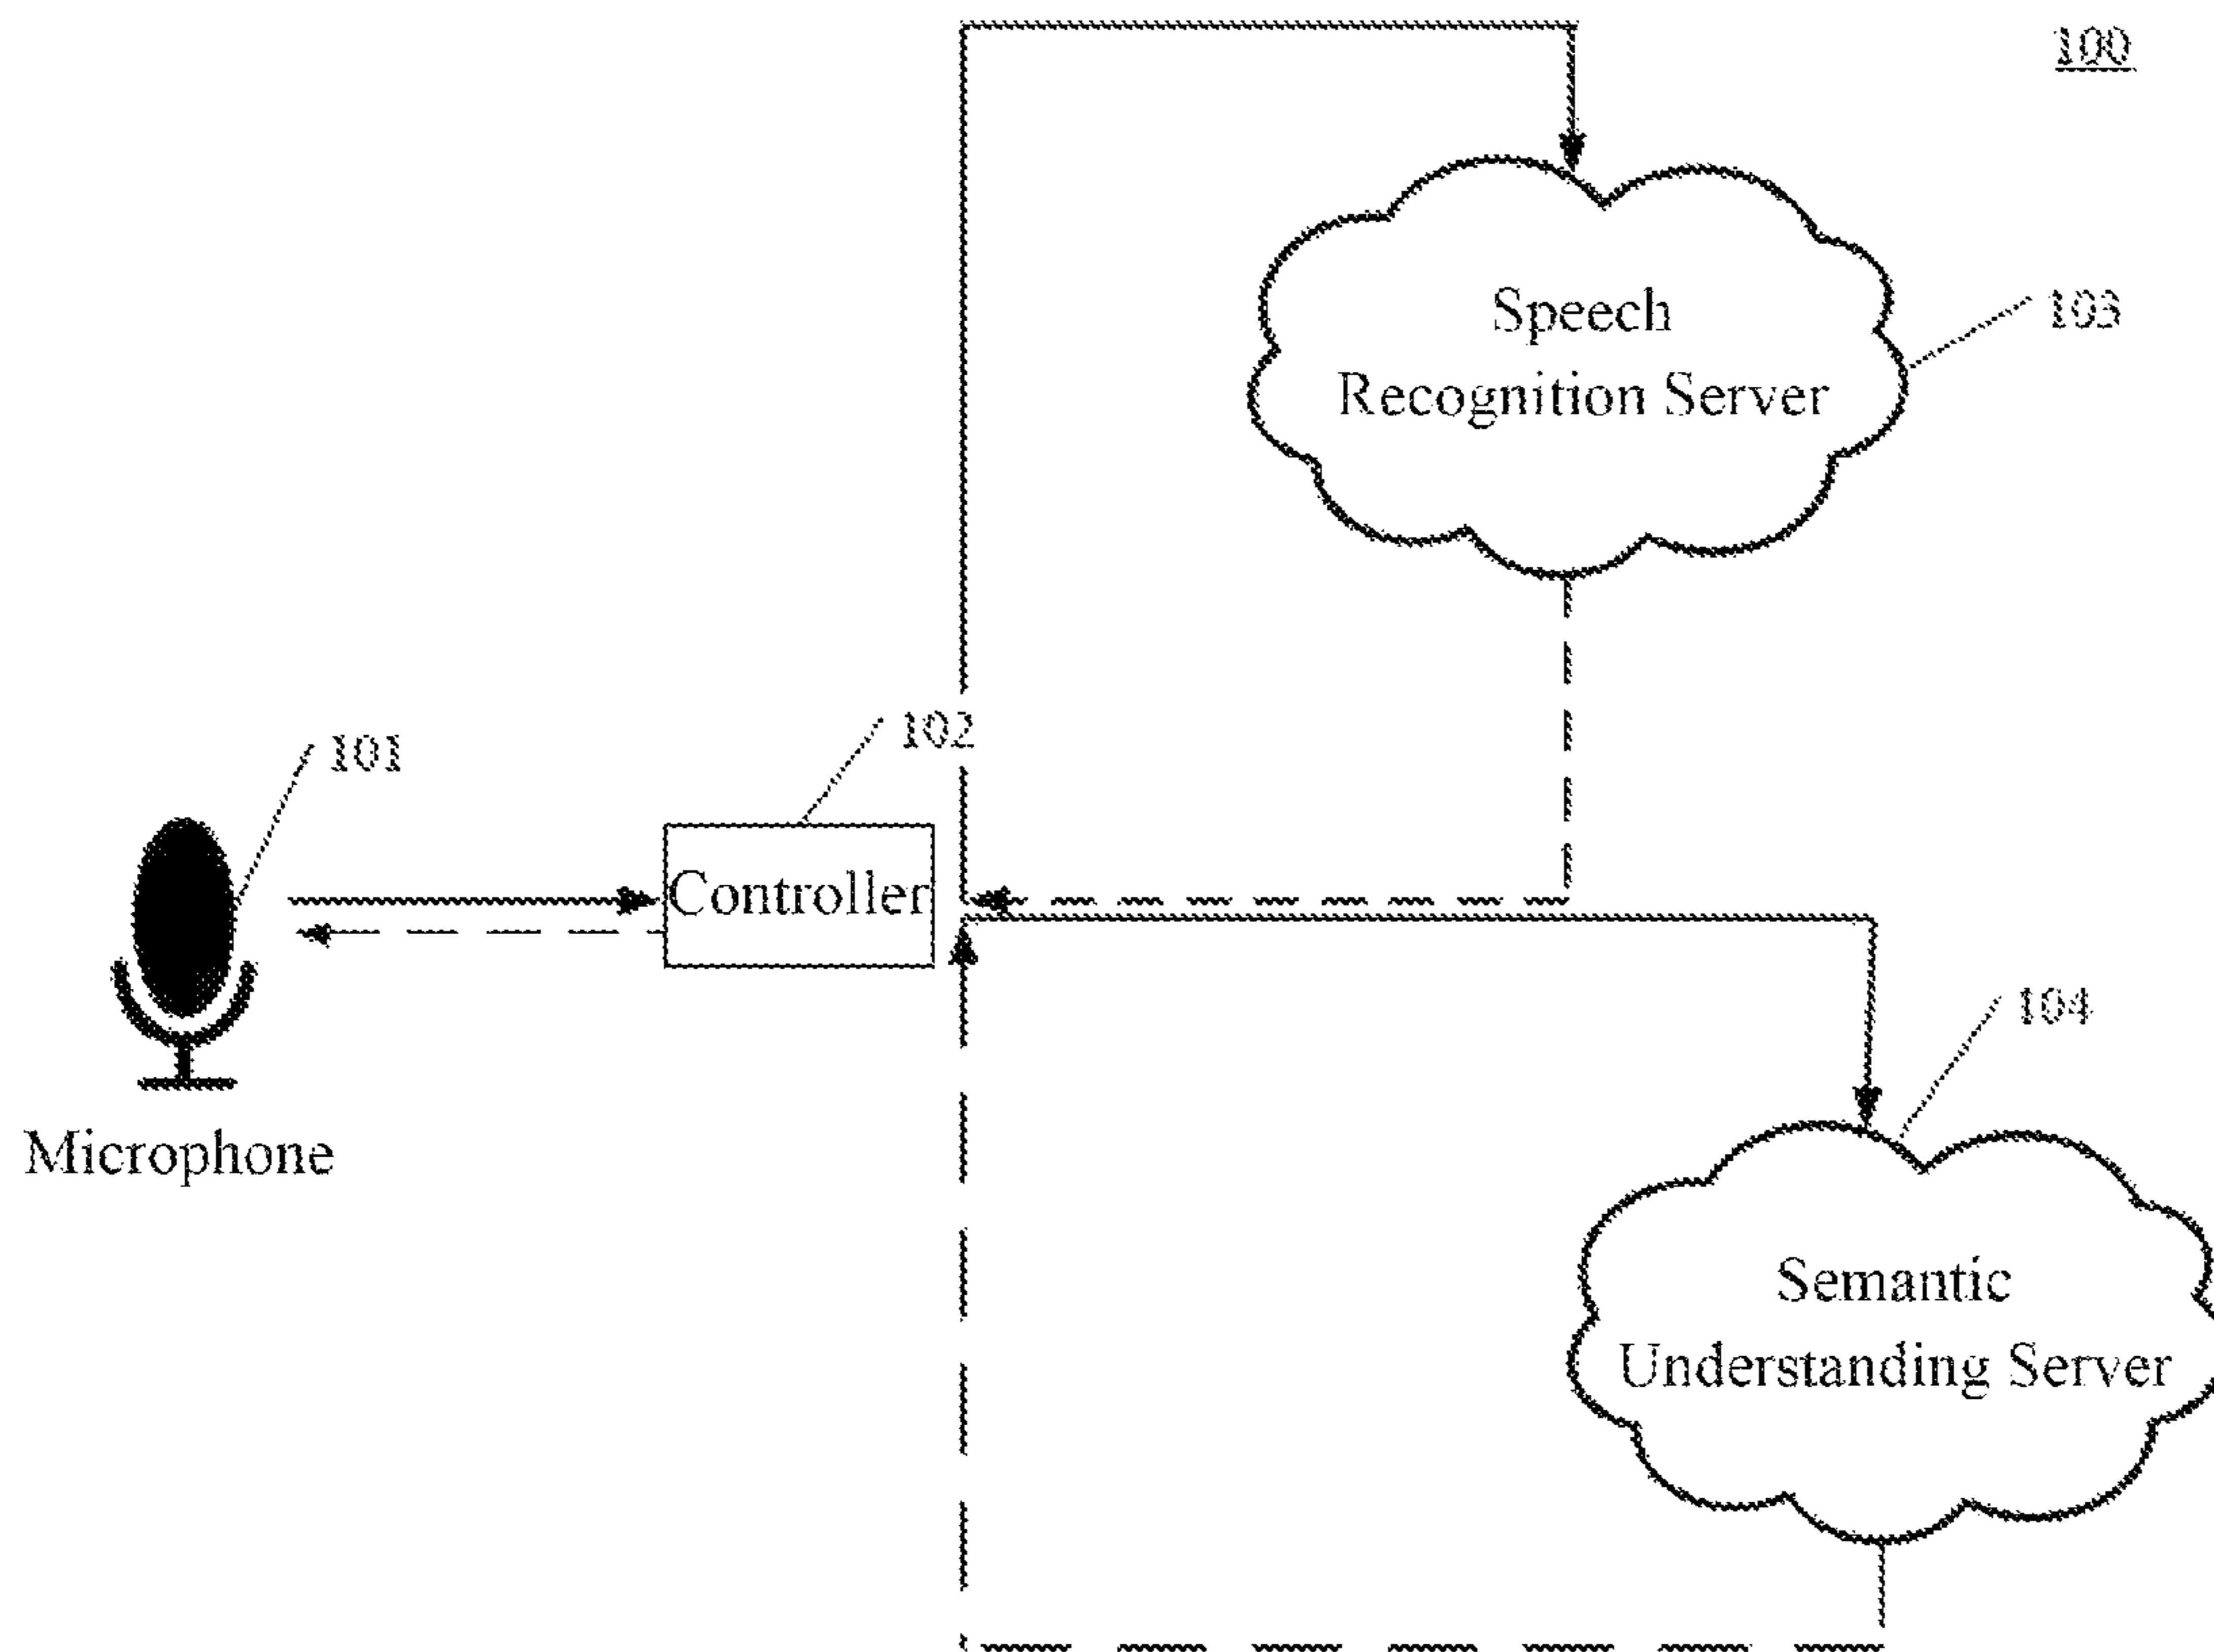 100
Speech
Recognition Server
103
102
101
Controller
104
Microphone
Semantic
Understanding Server